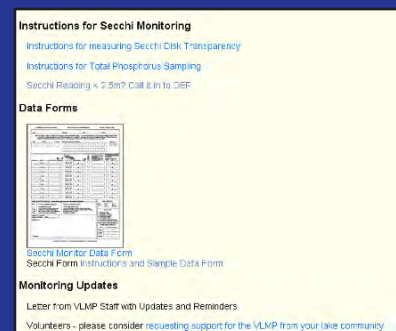 Instructions for Secchi Monitoring
Instructions for measuring Secchi Disk Transparency
Instructions for Total Phosphorus Sampling
Secchi Reading < 2.5m? Call it in to DEP
Data Forms
Secchi Monitor Data Form
Secchi Form Instructions and Sample Data Form
Monitoring Updates
Letter from VLMP Staff with Updates and Reminders
Volunteers - please consider requesting support for the VLMP from your lake community